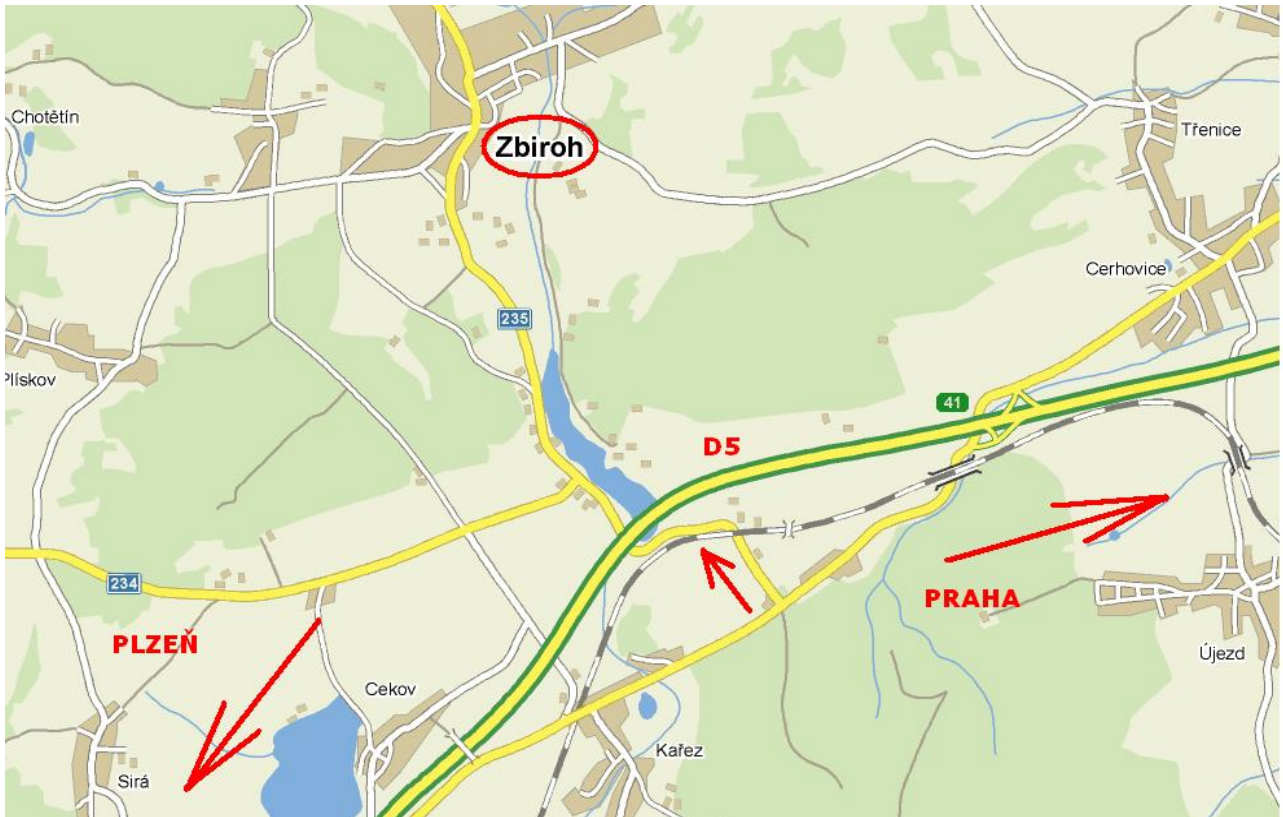 Chotětín
Zbiroh
Třenice
Cerhovice
235
Plískov
41
D5
234
PRAHA
PLZEŇ
Újezd
Cekov
Kařez
Sirá